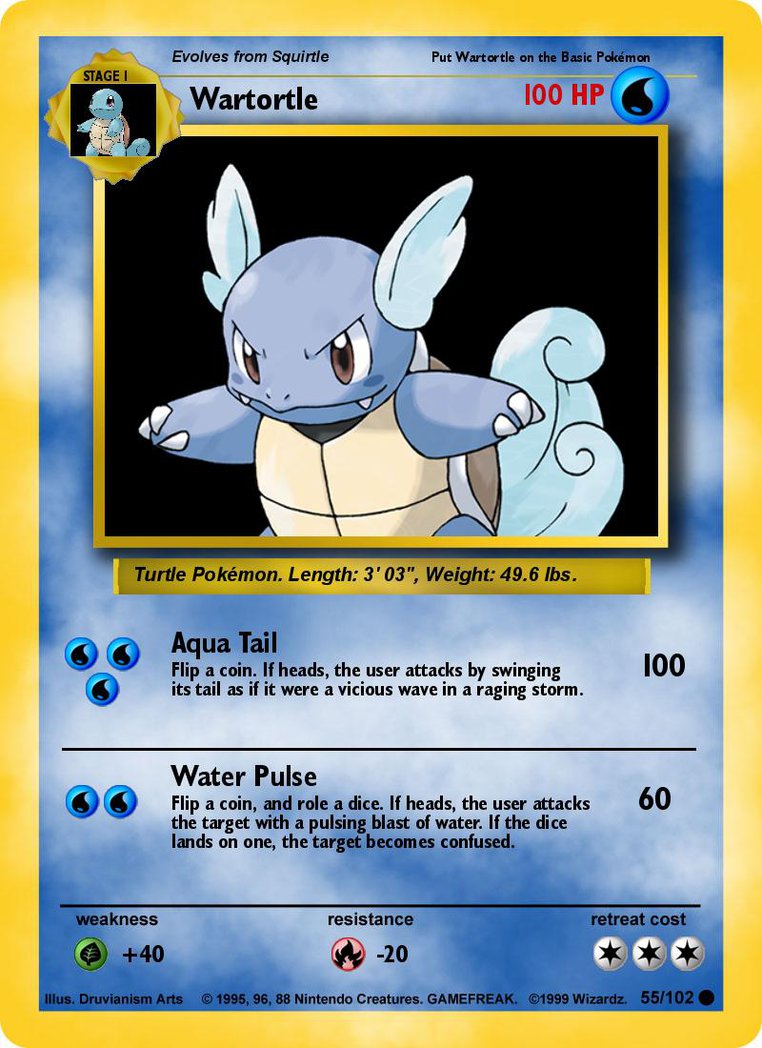 Evolves from Squirtle
Put Wartortle on the Basic Pokémon
STAGE I
Wartortle
100 HP
Turtle Pokémon. Length: 3' 03", Weight: 49.6 lbs.
Aqua Tail
Flip a coin. If heads, the user attacks by swinging
its tail as if it were a vicious wave in a raging storm.
100
Water Pulse
Flip a coin, and role a dice. If heads, the user attacks
the target with a pulsing blast of water. If the dice
lands on one, the target becomes confused.
60
weakness
resistance
retreat cost
+40
-20
Illus. Druvianism Arts © 1995, 96, 88 Nintendo Creatures. GAMEFREAK. ©1999 Wizardz. 55/102